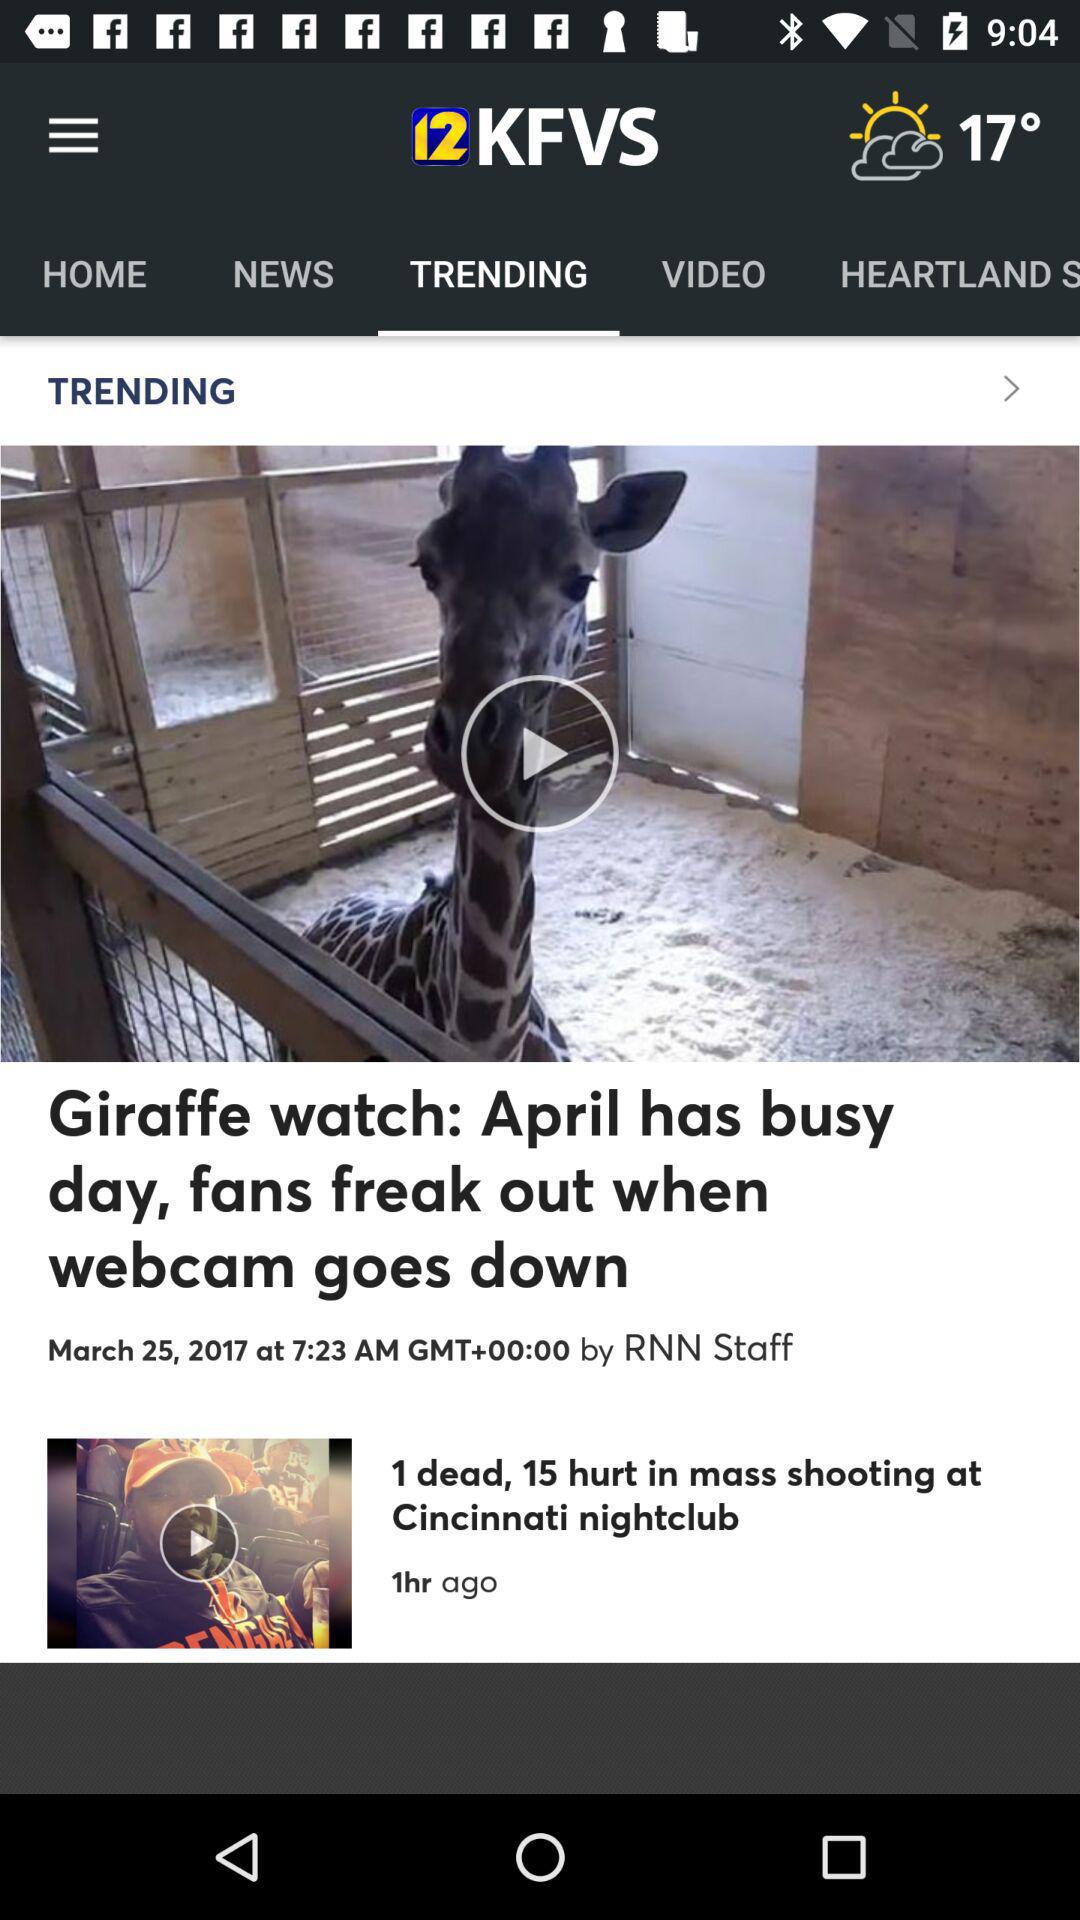 9:04
12 KFVS
17°
HOME NEWS TRENDING VIDEO HEARTLAND S
TRENDING
Giraffe watch: April has busy
day, fans freak out when
webcam goes down
March 25, 2017 at 7:23 AM GMT+00:00 by RNN Staff
1 dead, 15 hurt in mass shooting at
Cincinnati nightclub
1hr ago